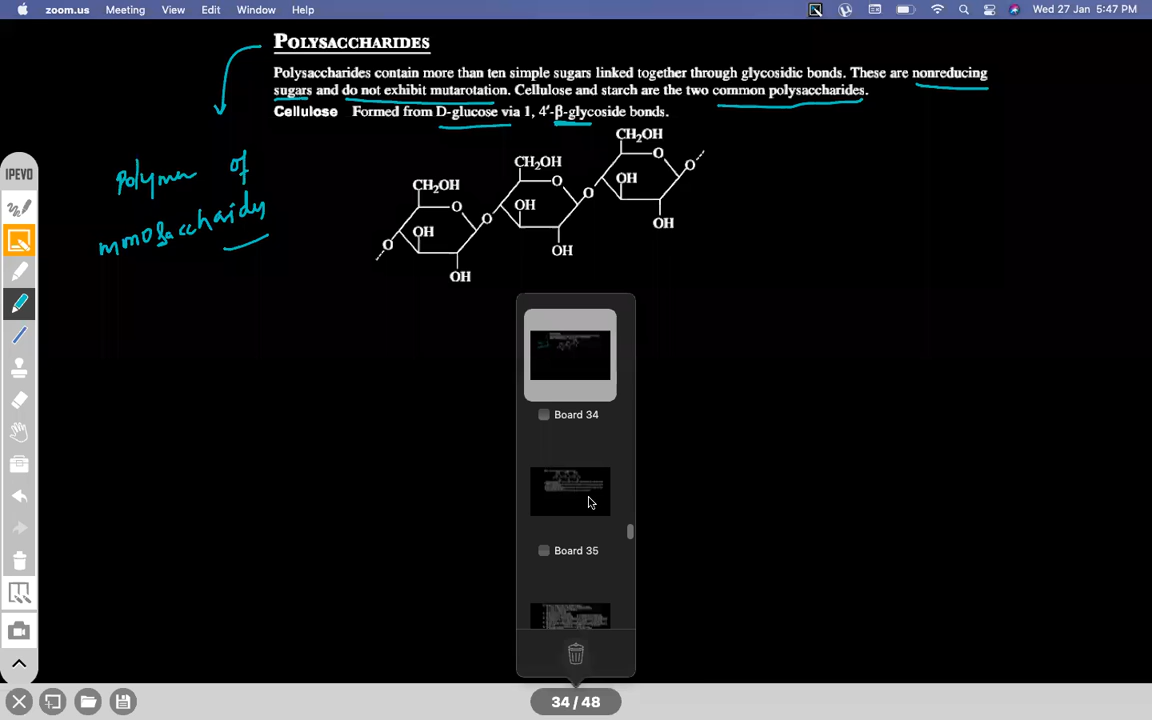 zoom.us Meeting View Edit Window Help Wed 27 Jan 5:47 PM
POLYSACCHARIDES
Polysaccharides contain more than ten simple sugars linked together through glycosidic bonds. These are nonreducing
sugars and do not exhibit mutarotation. Cellulose and starch are the two common polysaccharides.
Cellulose Formed from D-glucose via 1, 4′-β-glycoside bonds.
CH₂OH
O
O
CH₂OH
OH
IPEVO
Polymer of
O
O
CH₂OH
OH
OH
monosaccharides
O
O
OH
OH
O
OH
Board 34
Board 35
34 / 48